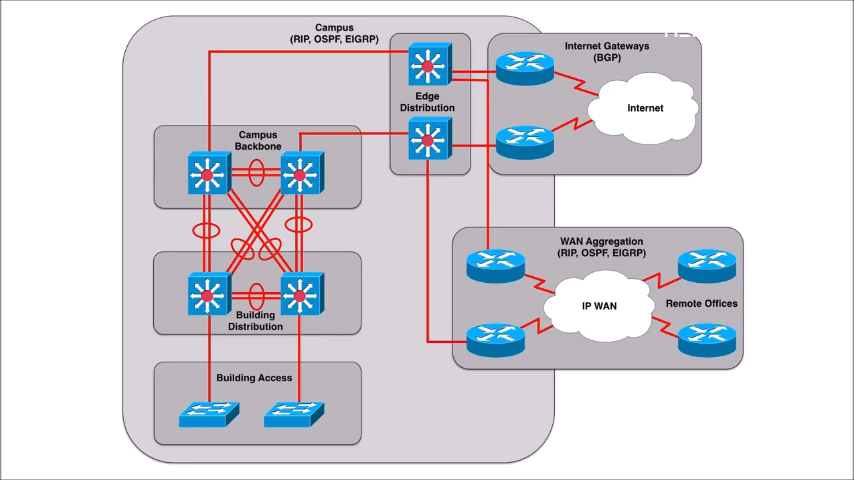 Campus
(RIP, OSPF, EIGRP)
Internet Gateways
(BGP)
Edge
Distribution
Internet
Campus
Backbone
WAN Aggregation
(RIP, OSPF, EIGRP)
IP WAN
Remote Offices
Building
Distribution
Building Access